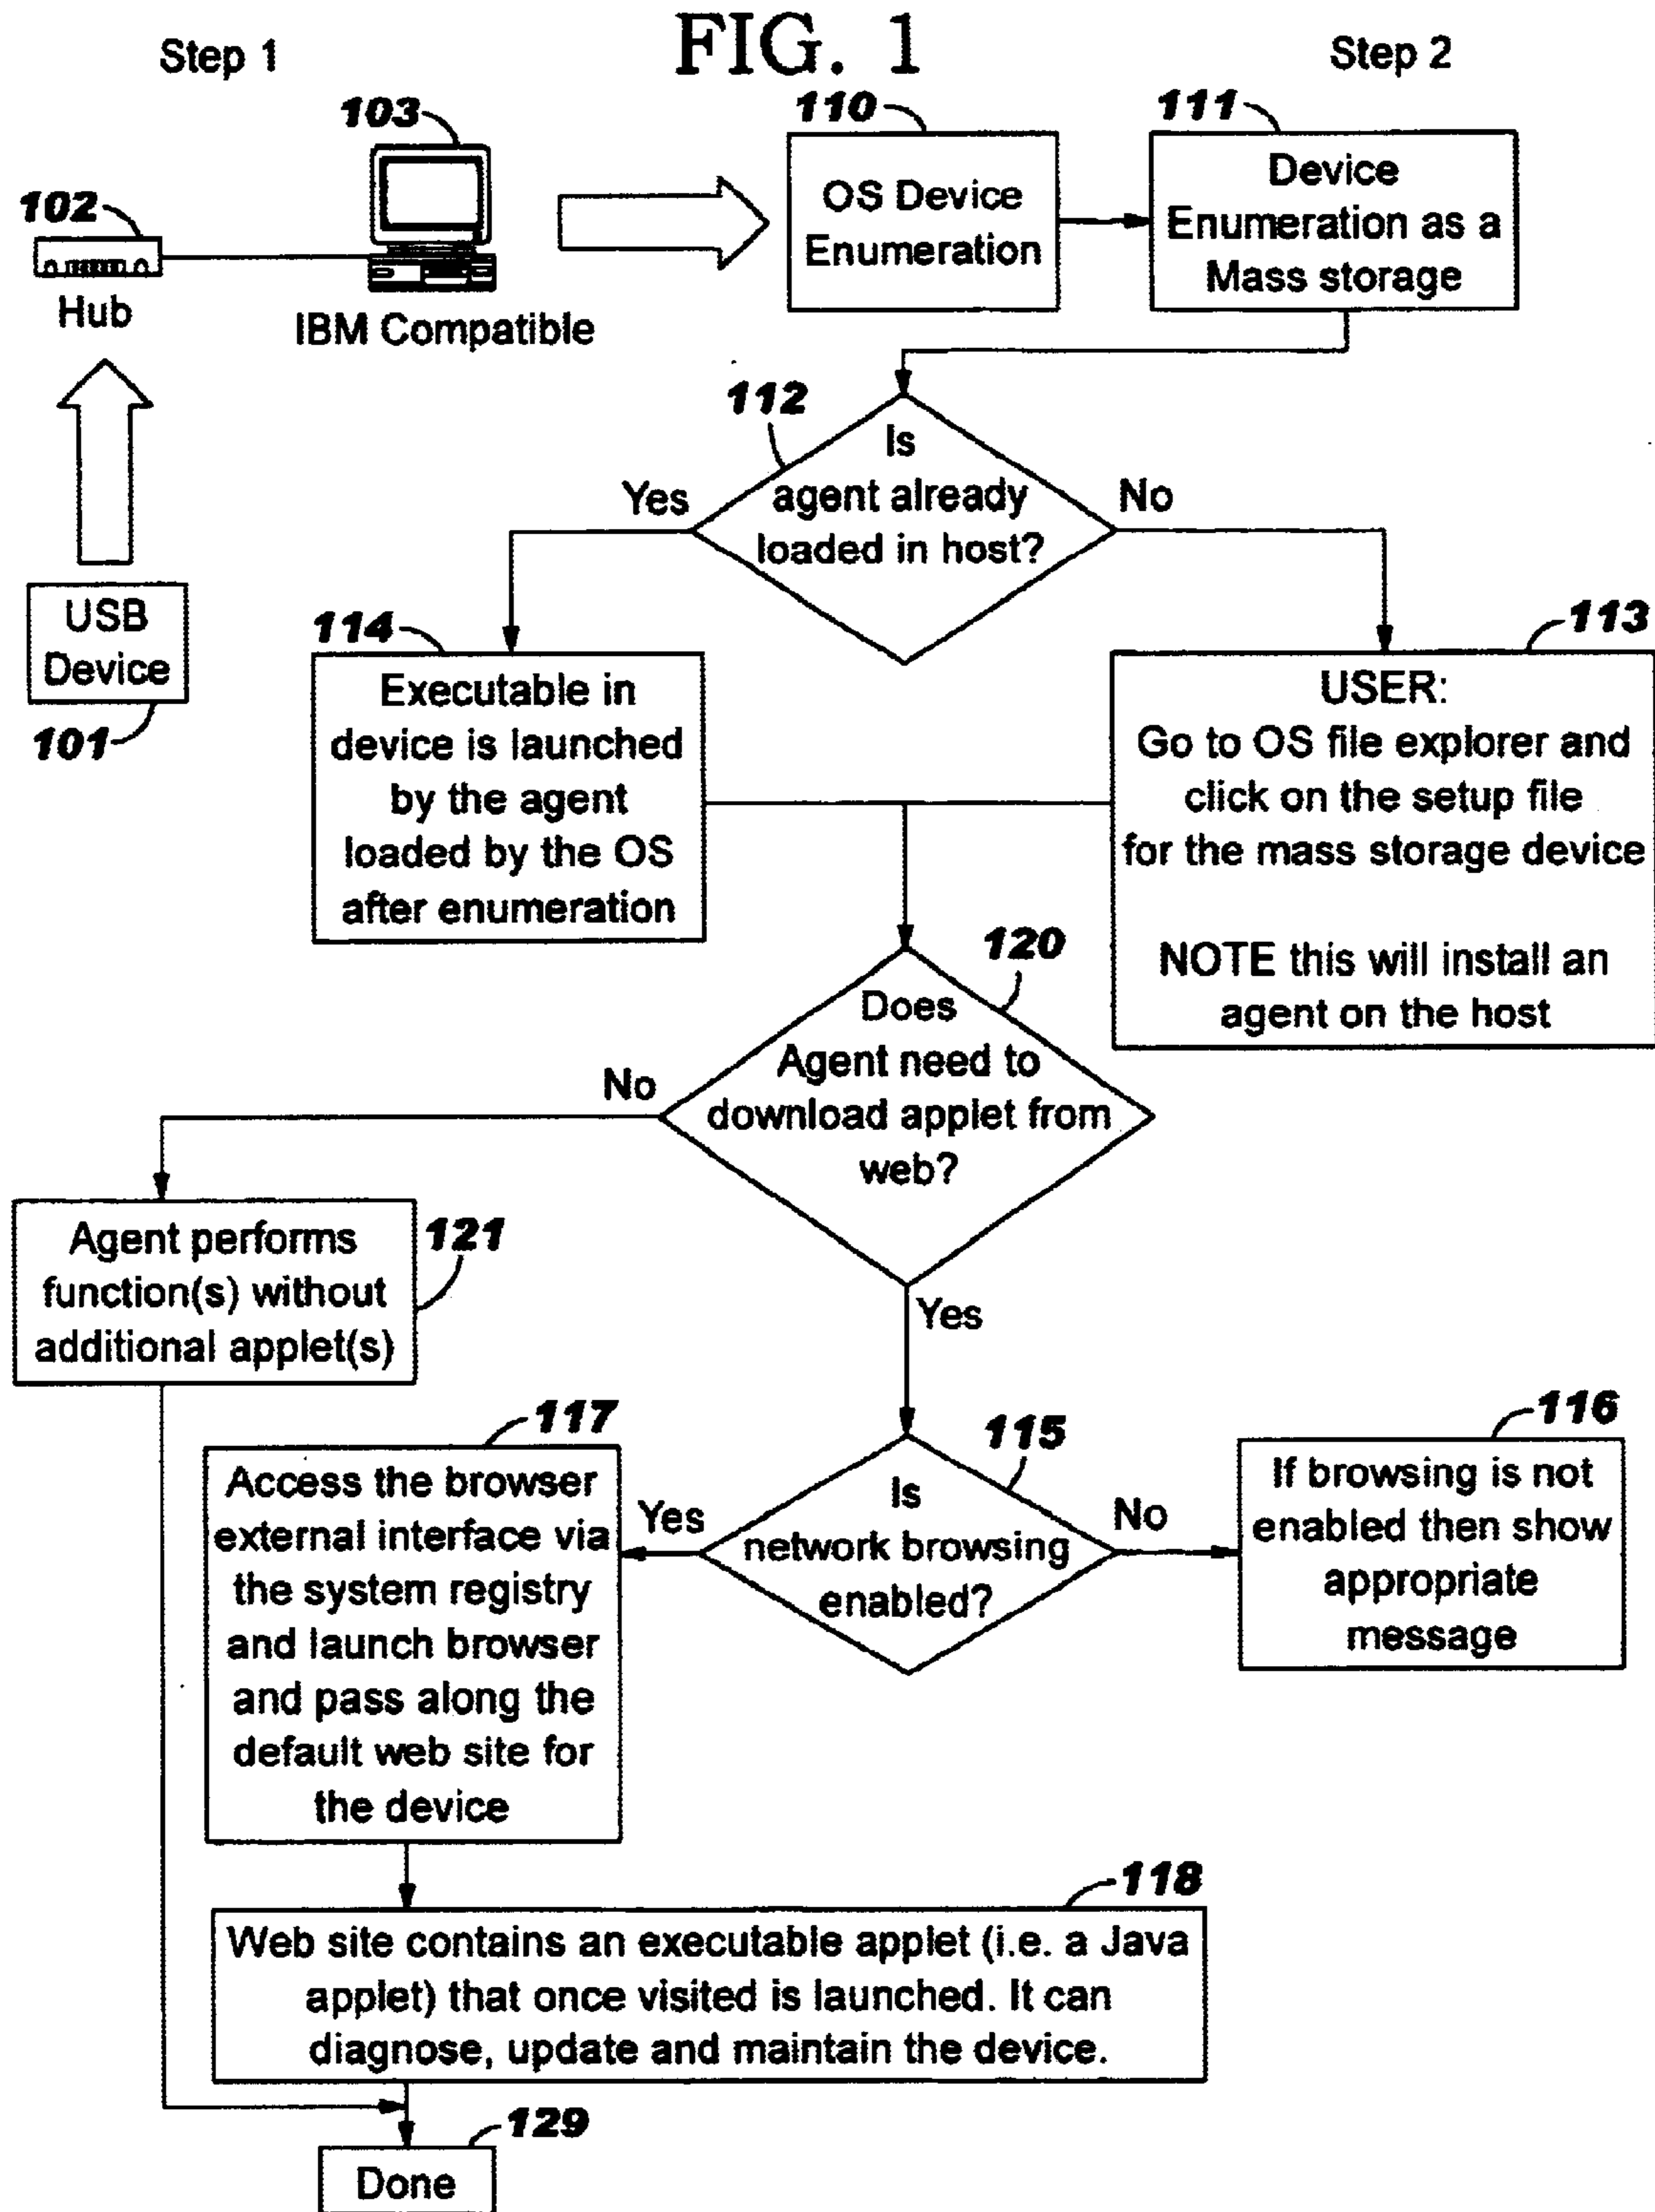 FIG. 1
Step 1
Step 2
103
110
111
102
Hub
IBM Compatible
OS Device
Enumeration
Device
Enumeration as a
Mass storage
USB
Device
101
112
Is
agent already
loaded in host?
Yes
No
114
Executable in
device is launched
by the agent
loaded by the OS
after enumeration
113
USER:
Go to OS file explorer and
click on the setup file
for the mass storage device
NOTE this will install an
agent on the host
120
Does
Agent need to
download applet from
web?
No
Yes
Agent performs
function(s) without
additional applet(s)
121
117
Access the browser
external interface via
the system registry
and launch browser
and pass along the
default web site for
the device
115
Is
network browsing
enabled?
Yes
No
116
If browsing is not
enabled then show
appropriate
message
118
Web site contains an executable applet (i.e. a Java
applet) that once visited is launched. It can
diagnose, update and maintain the device.
129
Done